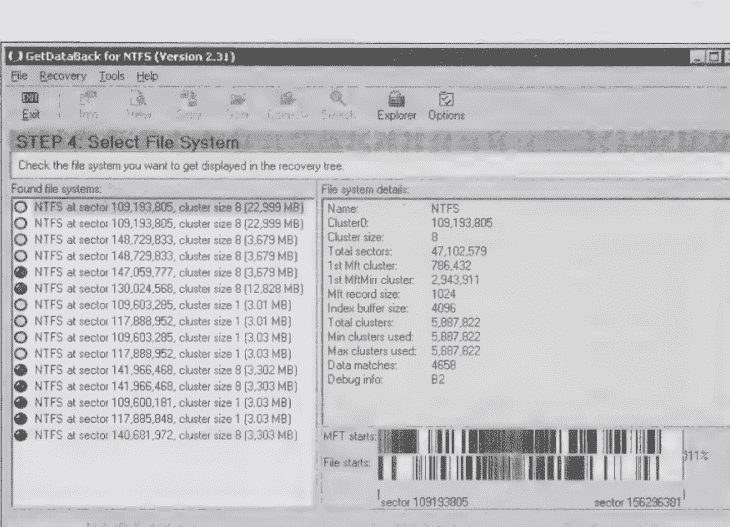 GetDataBack for NTFS (Version 2.31)
File Recovery Tools Help
Exit Explorer Options
STEP 4: Select File System
Check the file system you want to get displayed in the recovery tree.
Found file systems:
NTFS at sector 109,193,805, cluster size 8 (22,999 MB)
NTFS at sector 109,193,805, cluster size 8 (22,999 MB)
NTFS at sector 148,729,833, cluster size 8 (3,679 MB)
NTFS at sector 148,729,833, cluster size 8 (3,679 MB)
NTFS at sector 147,059,777, cluster size 8 (3,679 MB)
NTFS at sector 130,024,568, cluster size 8 (12,828 MB)
NTFS at sector 109,603,285, cluster size 1 (3.01 MB)
NTFS at sector 117,888,952, cluster size 1 (3.01 MB)
NTFS at sector 109,603,285, cluster size 1 (3.03 MB)
NTFS at sector 117,888,952, cluster size 1 (3.03 MB)
NTFS at sector 141,966,468, cluster size 8 (3,302 MB)
NTFS at sector 141,966,468, cluster size 8 (3,303 MB)
NTFS at sector 109,600,181, cluster size 1 (3.03 MB)
NTFS at sector 117,885,848, cluster size 1 (3.03 MB)
NTFS at sector 140,681,972, cluster size 8 (3,303 MB)
File system details:
Name: NTFS
Cluster0: 109,193,805
Cluster size: 8
Total sectors: 47,102,579
1st Mft cluster: 786,432
1st MftMirr cluster: 2,943,911
Mft record size: 1024
Index buffer size: 4096
Total clusters: 5,887,822
Min clusters used: 5,887,822
Max clusters used: 5,887,822
Data matches: 4658
Debug info: B2
MFT starts:
File starts:
11%
sector 109193805 sector 156296381